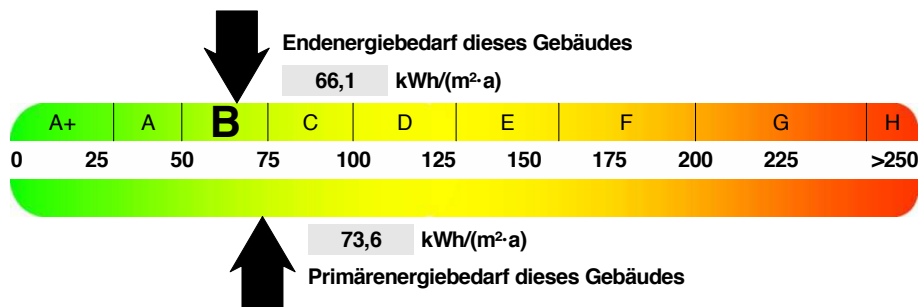 Endenergiebedarf dieses Gebäudes
66,1 kWh/(m²·a)
A+ A B C D E F G H
0 25 50 75 100 125 150 175 200 225 >250
73,6 kWh/(m²·a)
Primärenergiebedarf dieses Gebäudes